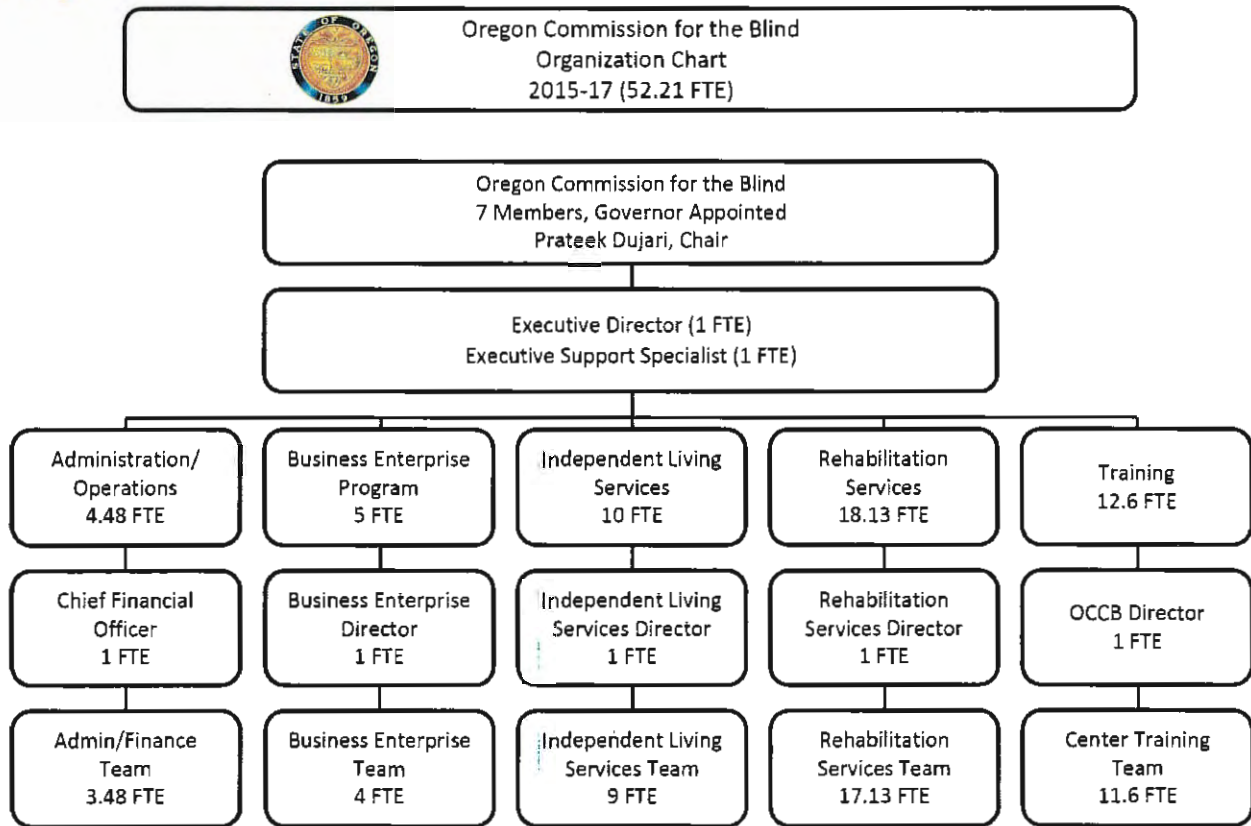 STATE OF OREGON
1859
Oregon Commission for the Blind
Organization Chart
2015-17 (52.21 FTE)
Oregon Commission for the Blind
7 Members, Governor Appointed
Prateek Dujari, Chair
Executive Director (1 FTE)
Executive Support Specialist (1 FTE)
Administration/
Operations
4.48 FTE
Business Enterprise
Program
5 FTE
Independent Living
Services
10 FTE
Rehabilitation
Services
18.13 FTE
Training
12.6 FTE
Chief Financial
Officer
1 FTE
Business Enterprise
Director
1 FTE
Independent Living
Services Director
1 FTE
Rehabilitation
Services Director
1 FTE
OCCB Director
1 FTE
Admin/Finance
Team
3.48 FTE
Business Enterprise
Team
4 FTE
Independent Living
Services Team
9 FTE
Rehabilitation
Services Team
17.13 FTE
Center Training
Team
11.6 FTE